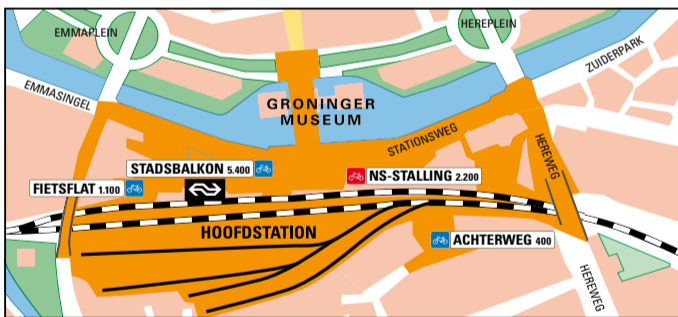 EMMAPLEIN
HEREPLEIN
EMMASINGEL
ZUIDERPARK
GRONINGER
MUSEUM
STATIONSWEG
HEREWEG
STADSBALKON 5.400
FIETSFLAT 1.100
NS-STALLING 2.200
HOOFDSTATION
ACHTERWEG 400
HEREWEG